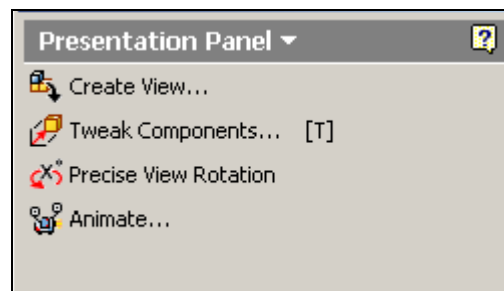 Presentation Panel
Create View...
Tweak Components... [T]
Precise View Rotation
Animate...